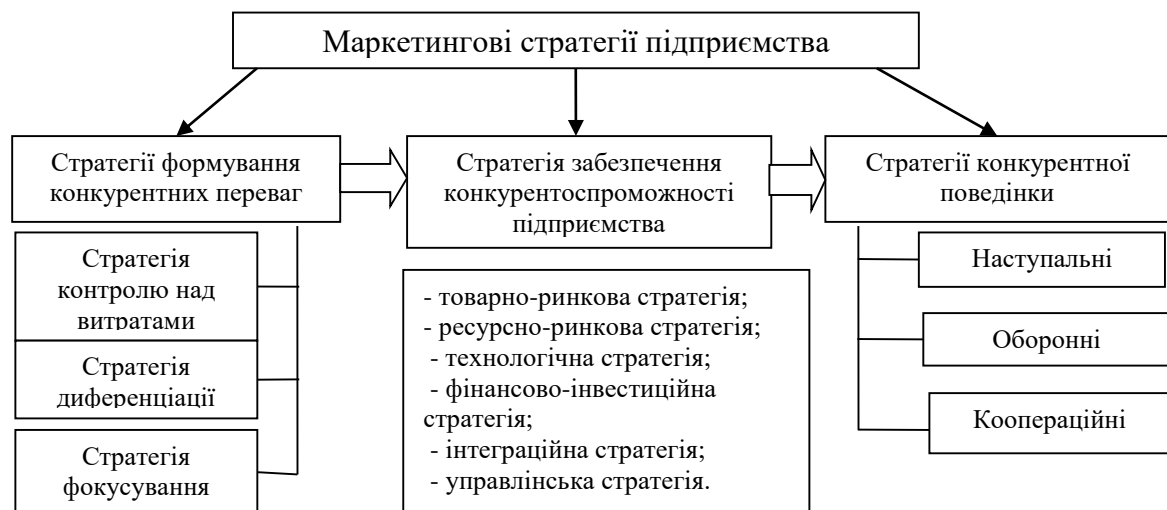 Маркетингові стратегії підприємства
Стратегії формування
конкурентних переваг
Стратегія забезпечення
конкурентоспроможності
підприємства
Стратегії конкурентної
поведінки
Стратегія
контролю над
витратами
Стратегія
диференціації
Стратегія
фокусування
- товарно-ринкова стратегія;
- ресурсно-ринкова стратегія;
- технологічна стратегія;
- фінансово-інвестиційна
стратегія;
- інтеграційна стратегія;
- управлінська стратегія.
Наступальні
Оборонні
Коопераційні